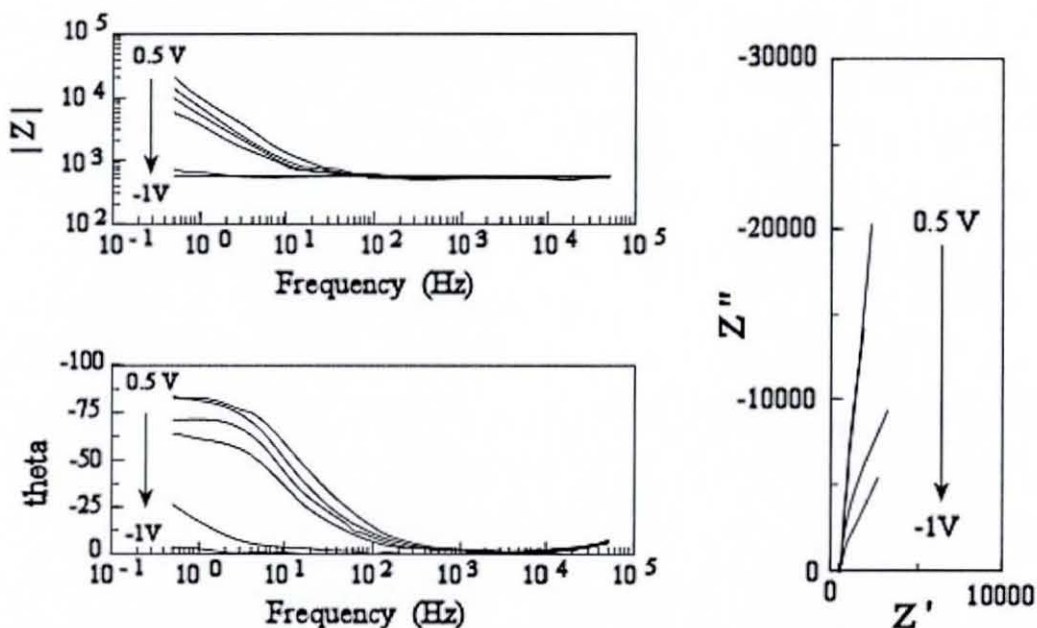 |Z|
10 5
10 4
10 3
10 2
0.5 V
-1V
10 -1 10 0 10 1 10 2 10 3 10 4 10 5
Frequency (Hz)
theta
-100
-75
-50
-25
0
0.5 V
-1V
10 -1 10 0 10 1 10 2 10 3 10 4 10 5
Frequency (Hz)
Z"
-30000
-20000
-10000
0
0.5 V
-1V
0 10000
Z'